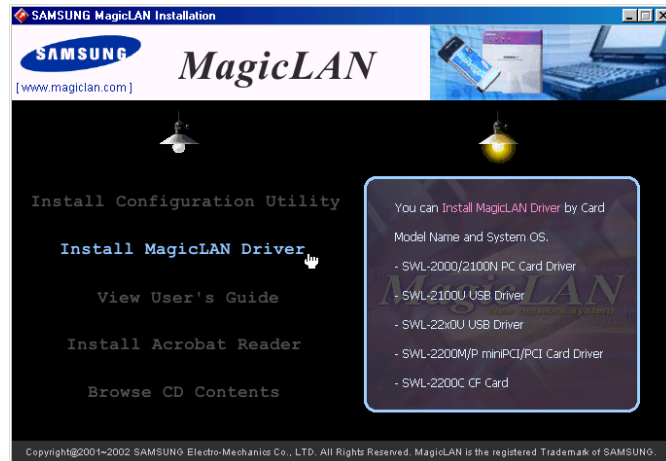 SAMSUNG MagicLAN Installation
SAMSUNG
[www.magiclan.com]
MagicLAN
Install Configuration Utility
Install MagicLAN Driver
View User's Guide
Install Acrobat Reader
Browse CD Contents
You can Install MagicLAN Driver by Card
Model Name and System OS.
- SWL-2000/2100N PC Card Driver
- SWL-2100U USB Driver
- SWL-22x0U USB Driver
- SWL-2200M/P miniPCI/PCI Card Driver
- SWL-2200C CF Card
MagicLAN
New network system
Copyright@2001~2002 SAMSUNG Electro-Mechanics Co., LTD. All Rights Reserved. MagicLAN is the registered Trademark of SAMSUNG.